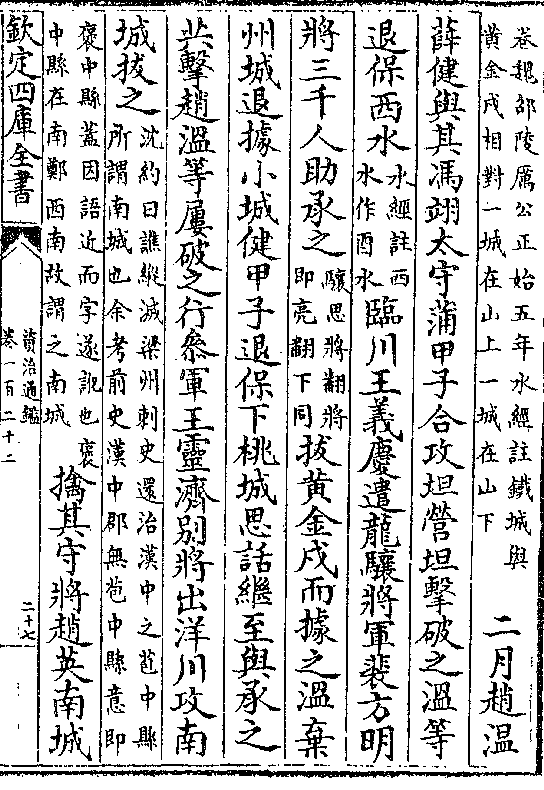 卷魏邵陵厲公正始五年水經註鐵城與
黃金戍相對一城在山上一城在山下
二月趙溫
薛健與其馮翊太守蒲甲子合攻坦營坦擊破之溫等
退保西水
水經註西
水作酉水
臨川王義慶遣龍驤將軍裴方明
將三千人助承之
驤思將翻將
即亮翻下同
拔黃金戍而據之溫棄
州城退據小城健甲子退保下桃城思話繼至與承之
共擊趙溫等屢破之行參軍王靈濟別將出洋川攻南
城拔之
沈約曰譙縱滅梁州刺史還治漢中之苞中縣
所謂南城也余考前史漢中郡無苞中縣意即
褒中縣蓋因語近而字遂訛也褒
中縣在南鄭西南故謂之南城
擒其守將趙英南城
欽定四庫全書
資治通鑑
卷一百二十二
二十七